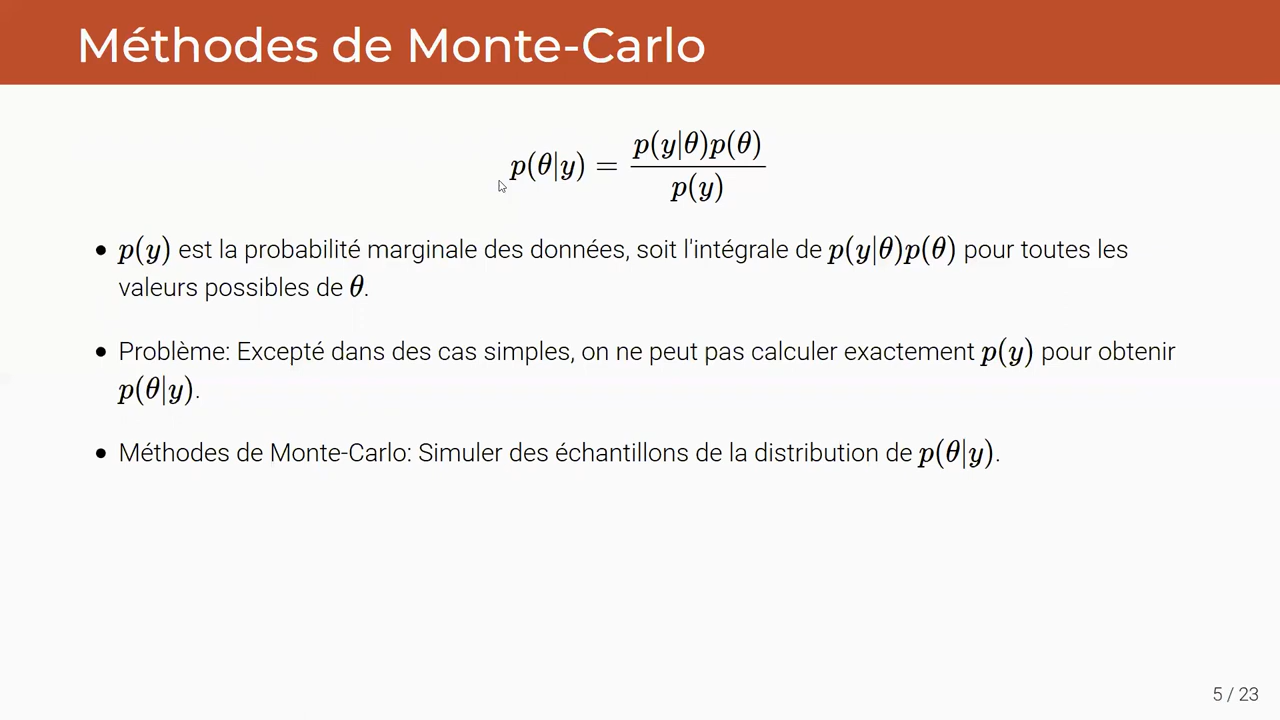 Méthodes de Monte-Carlo
p(θ|y) = p(y|θ)p(θ) / p(y)
• p(y) est la probabilité marginale des données, soit l'intégrale de p(y|θ)p(θ) pour toutes les
valeurs possibles de θ.
• Problème: Excepté dans des cas simples, on ne peut pas calculer exactement p(y) pour obtenir
p(θ|y).
• Méthodes de Monte-Carlo: Simuler des échantillons de la distribution de p(θ|y).
5 / 23